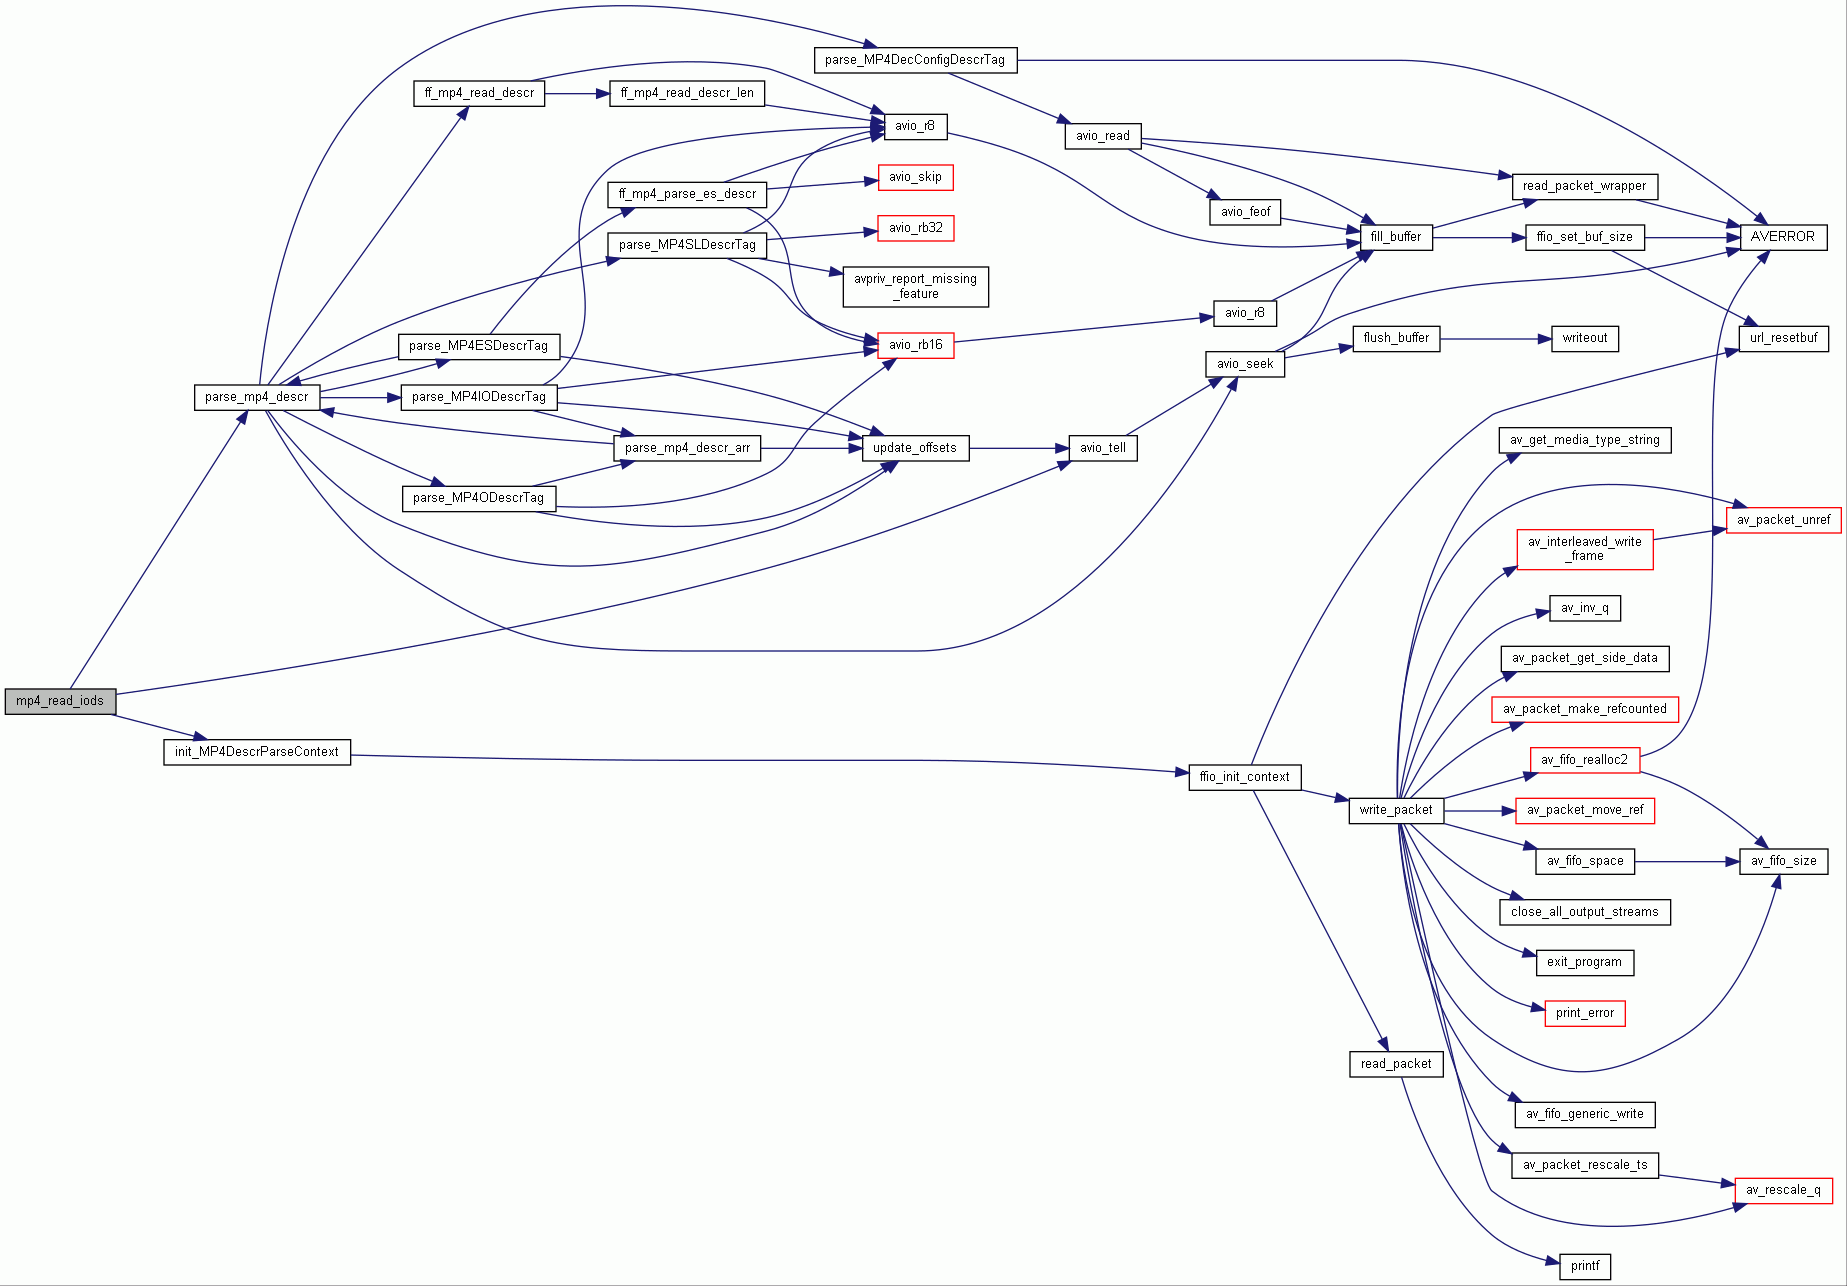 parse_MP4DecConfigDescrTag
ff_mp4_read_descr
ff_mp4_read_descr_len
avio_r8
avio_read
avio_skip
read_packet_wrapper
ff_mp4_parse_es_descr
avio_feof
avio_rb32
parse_MP4SLDescrTag
fill_buffer
ffio_set_buf_size
AVERROR
avpriv_report_missing
_feature
avio_r8
parse_MP4ESDescrTag
avio_rb16
flush_buffer
writeout
url_resetbuf
avio_seek
parse_mp4_descr
parse_MP4IODescrTag
parse_mp4_descr_arr
update_offsets
avio_tell
av_get_media_type_string
parse_MP4ODescrTag
av_packet_unref
av_interleaved_write
_frame
av_inv_q
av_packet_get_side_data
mp4_read_iods
av_packet_make_refcounted
init_MP4DescrParseContext
av_fifo_realloc2
ffio_init_context
write_packet
av_packet_move_ref
av_fifo_space
av_fifo_size
close_all_output_streams
exit_program
print_error
read_packet
av_fifo_generic_write
av_packet_rescale_ts
av_rescale_q
printf